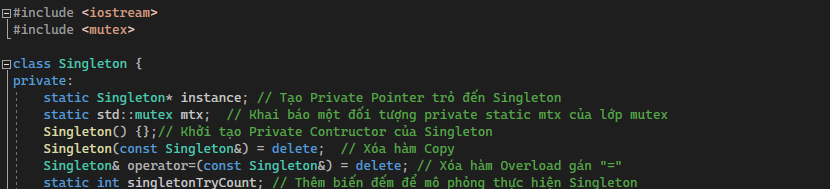 #include <iostream>
#include <mutex>
class Singleton {
private:
static Singleton* instance; // Tạo Private Pointer trỏ đến Singleton
static std::mutex mtx;  // Khai báo một đối tượng private static mtx của lớp mutex
Singleton() {};// Khởi tạo Private Contructor của Singleton
Singleton(const Singleton&) = delete;  // Xóa hàm Copy
Singleton& operator=(const Singleton&) = delete; // Xóa hàm Overload gán "="
static int singletonTryCount; // Thêm biến đếm để mô phỏng thực hiện Singleton